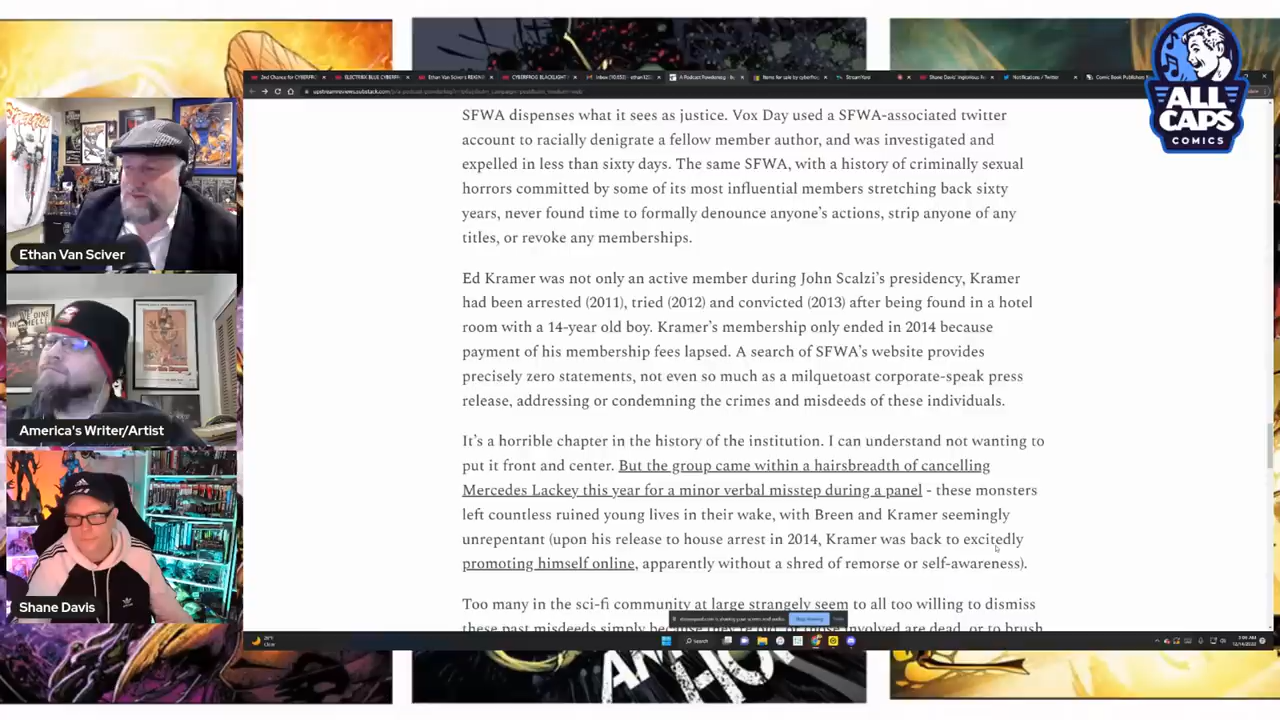 ALL
CAPS
COMICS
SFWA dispenses what it sees as justice. Vox Day used a SFWA-associated twitter
account to racially denigrate a fellow member author, and was investigated and
expelled in less than sixty days. The same SFWA, with a history of criminally sexual
horrors committed by some of its most influential members stretching back sixty
years, never found time to formally denounce anyone's actions, strip anyone of any
titles, or revoke any memberships.
Ed Kramer was not only an active member during John Scalzi's presidency, Kramer
had been arrested (2011), tried (2012) and convicted (2013) after being found in a hotel
room with a 14-year old boy. Kramer's membership only ended in 2014 because
payment of his membership fees lapsed. A search of SFWA's website provides
precisely zero statements, not even so much as a milquetoast corporate-speak press
release, addressing or condemning the crimes and misdeeds of these individuals.
It's a horrible chapter in the history of the institution. I can understand not wanting to
put it front and center. But the group came within a hairsbreadth of cancelling
Mercedes Lackey this year for a minor verbal misstep during a panel - these monsters
left countless ruined young lives in their wake, with Breen and Kramer seemingly
unrepentant (upon his release to house arrest in 2014, Kramer was back to excitedly
promoting himself online, apparently without a shred of remorse or self-awareness).
Too many in the sci-fi community at large strangely seem to all too willing to dismiss
these past misdeeds simply because
involved are dead, or to brush
Ethan Van Sciver
America's Writer/Artist
Shane Davis